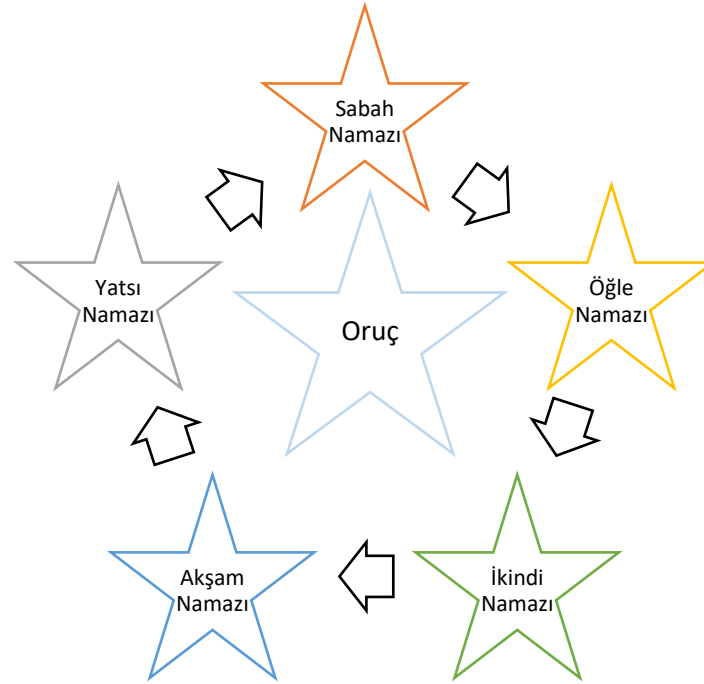 Sabah
Namazı
Öğle
Namazı
İkindi
Namazı
Akşam
Namazı
Yatsı
Namazı
Oruç